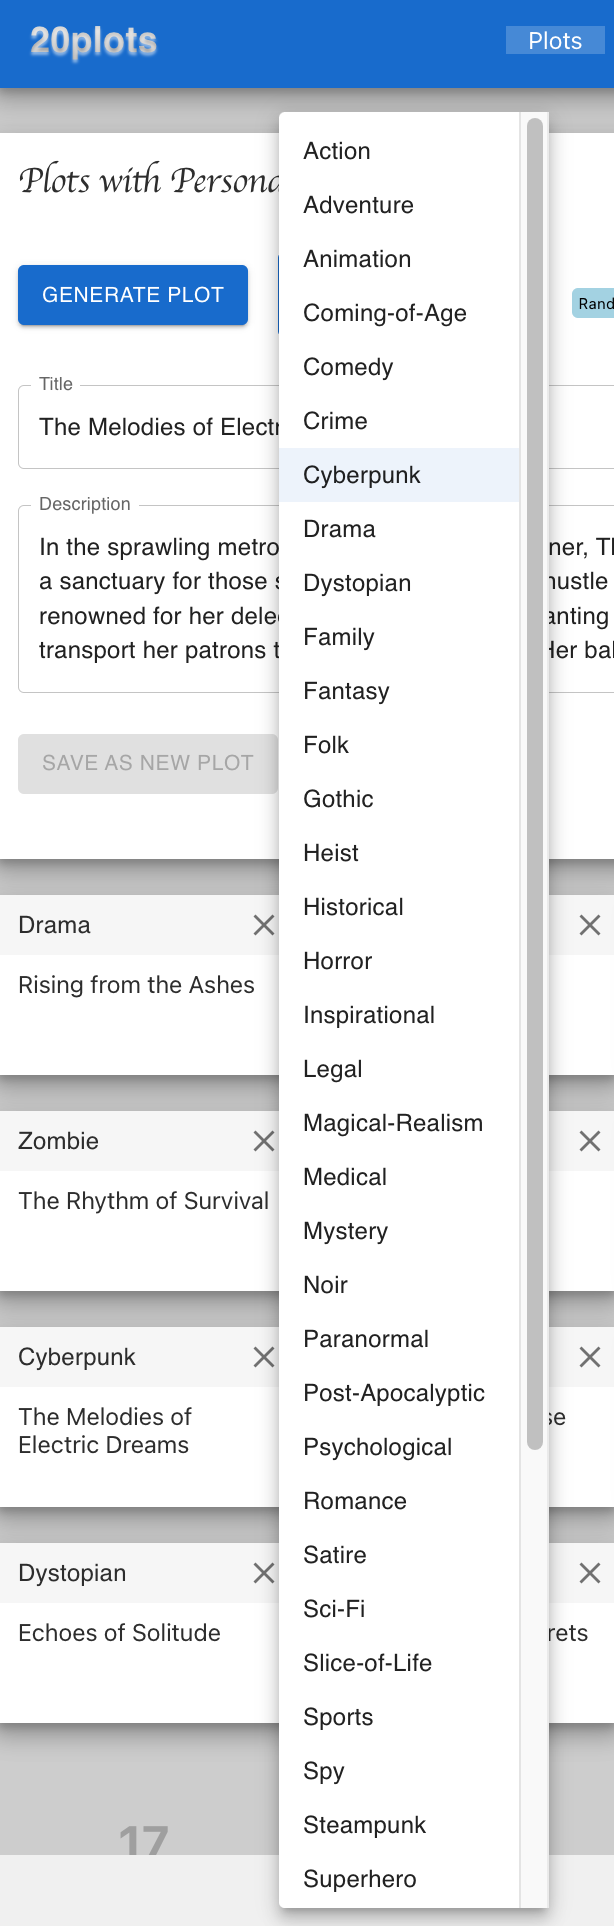 20plots
Plots
Plots with Persona
GENERATE PLOT
Rand
Title
The Melodies of Electr
Description
In the sprawling metro
ner, Th
a sanctuary for those s
hustle
renowned for her dele
anting
transport her patrons t
Her bal
SAVE AS NEW PLOT
Action
Adventure
Animation
Coming-of-Age
Comedy
Crime
Cyberpunk
Drama
Dystopian
Family
Fantasy
Folk
Gothic
Heist
Historical
Horror
Inspirational
Legal
Magical-Realism
Medical
Mystery
Noir
Paranormal
Post-Apocalyptic
Psychological
Romance
Satire
Sci-Fi
Slice-of-Life
Sports
Spy
Steampunk
Superhero
Drama
Rising from the Ashes
Zombie
The Rhythm of Survival
Cyberpunk
The Melodies of
Electric Dreams
se
Dystopian
Echoes of Solitude
rets
17